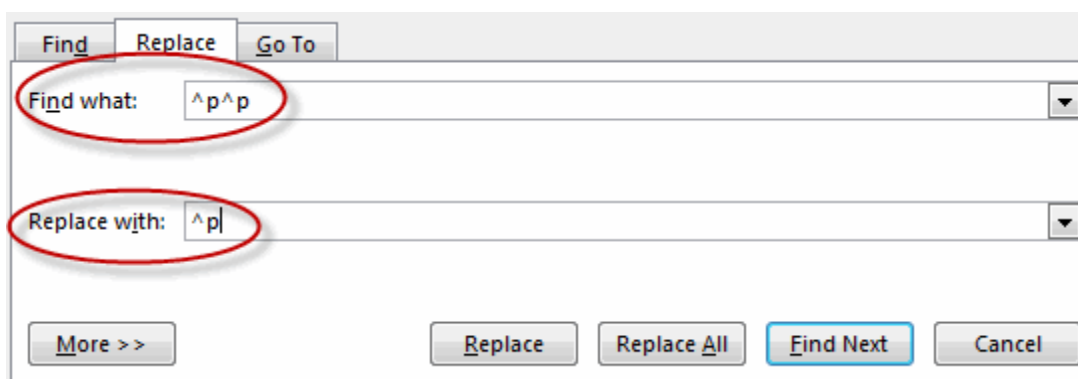 Find Replace Go To
Find what: ^p^p
Replace with: ^p
More >> Replace Replace All Find Next Cancel